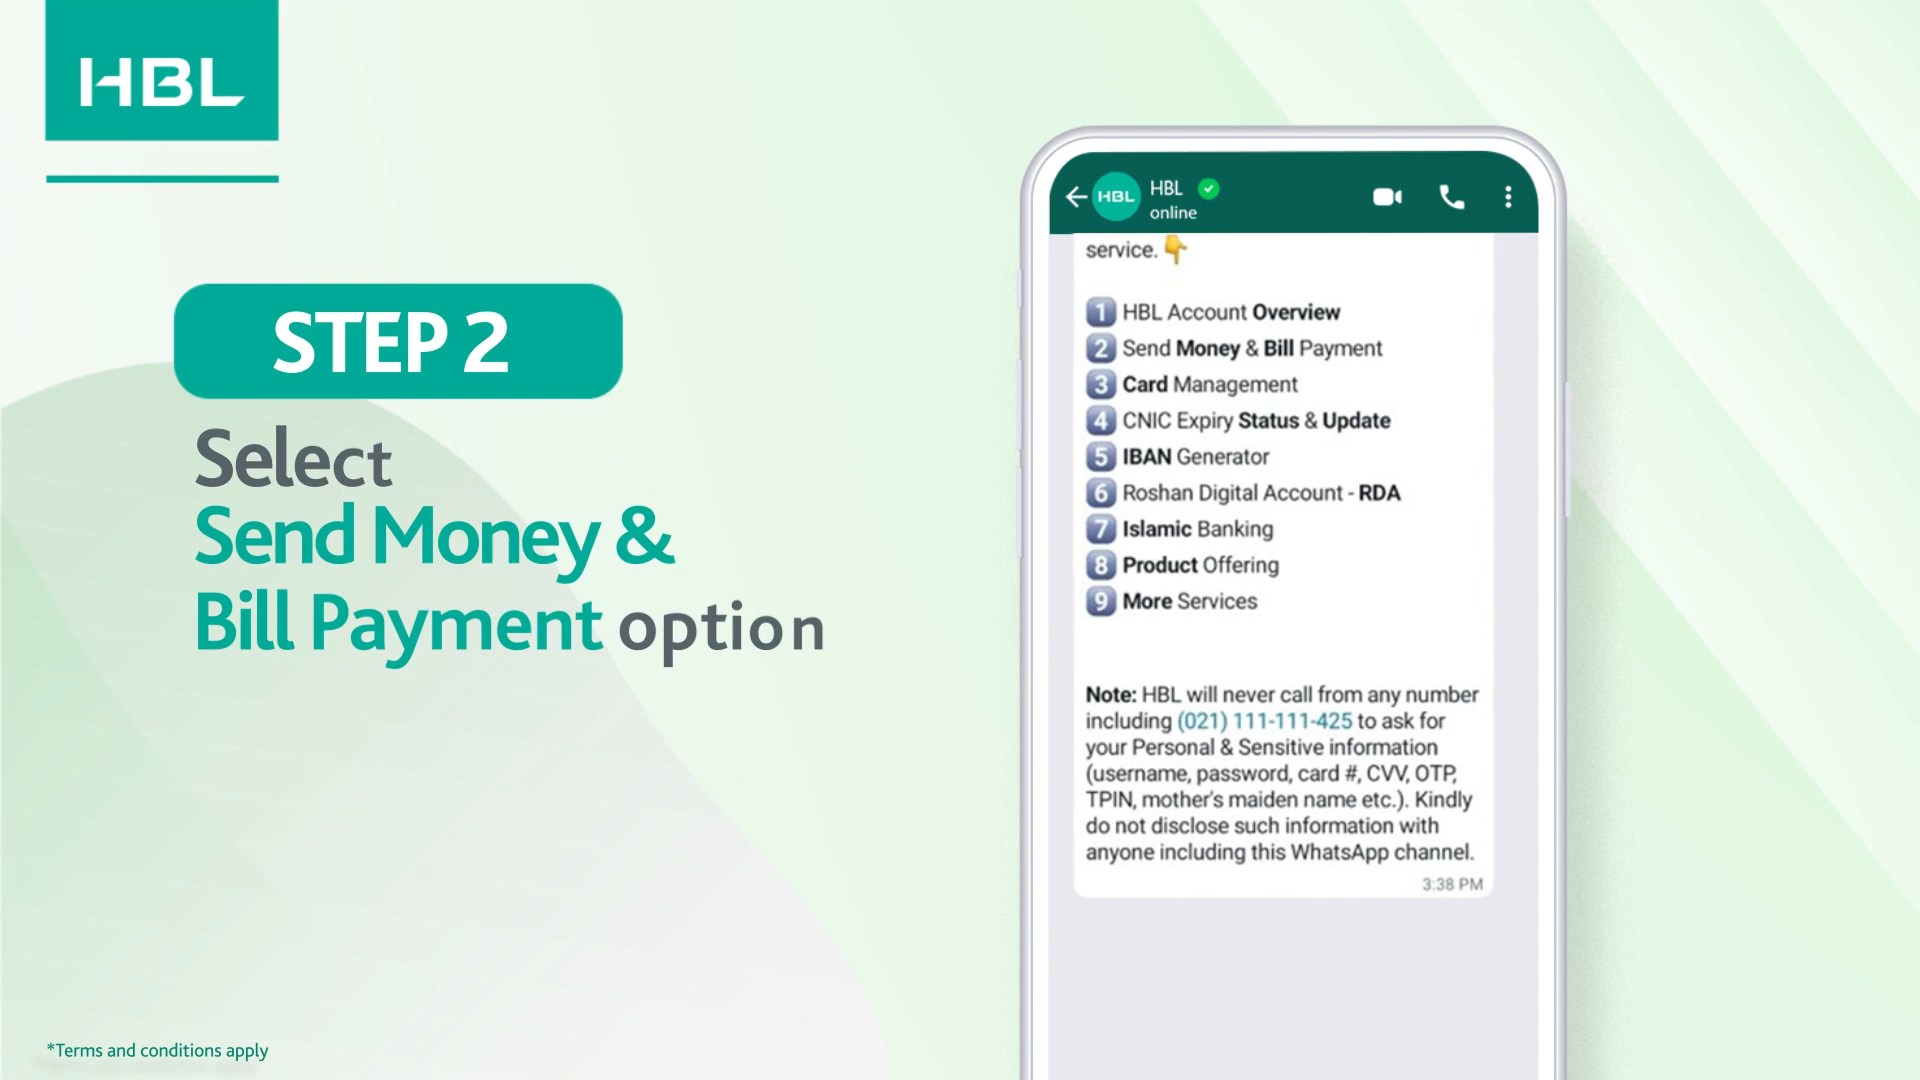 HBL
STEP 2
Select
Send Money &
Bill Payment option
*Terms and conditions apply
HBL
HBL
online
service. 👇
1 HBL Account Overview
2 Send Money & Bill Payment
3 Card Management
4 CNIC Expiry Status & Update
5 IBAN Generator
6 Roshan Digital Account - RDA
7 Islamic Banking
8 Product Offering
9 More Services
Note: HBL will never call from any number
including (021) 111-111-425 to ask for
your Personal & Sensitive information
(username, password, card #, CVV, OTP,
TPIN, mother's maiden name etc.). Kindly
do not disclose such information with
anyone including this WhatsApp channel.
3:38 PM